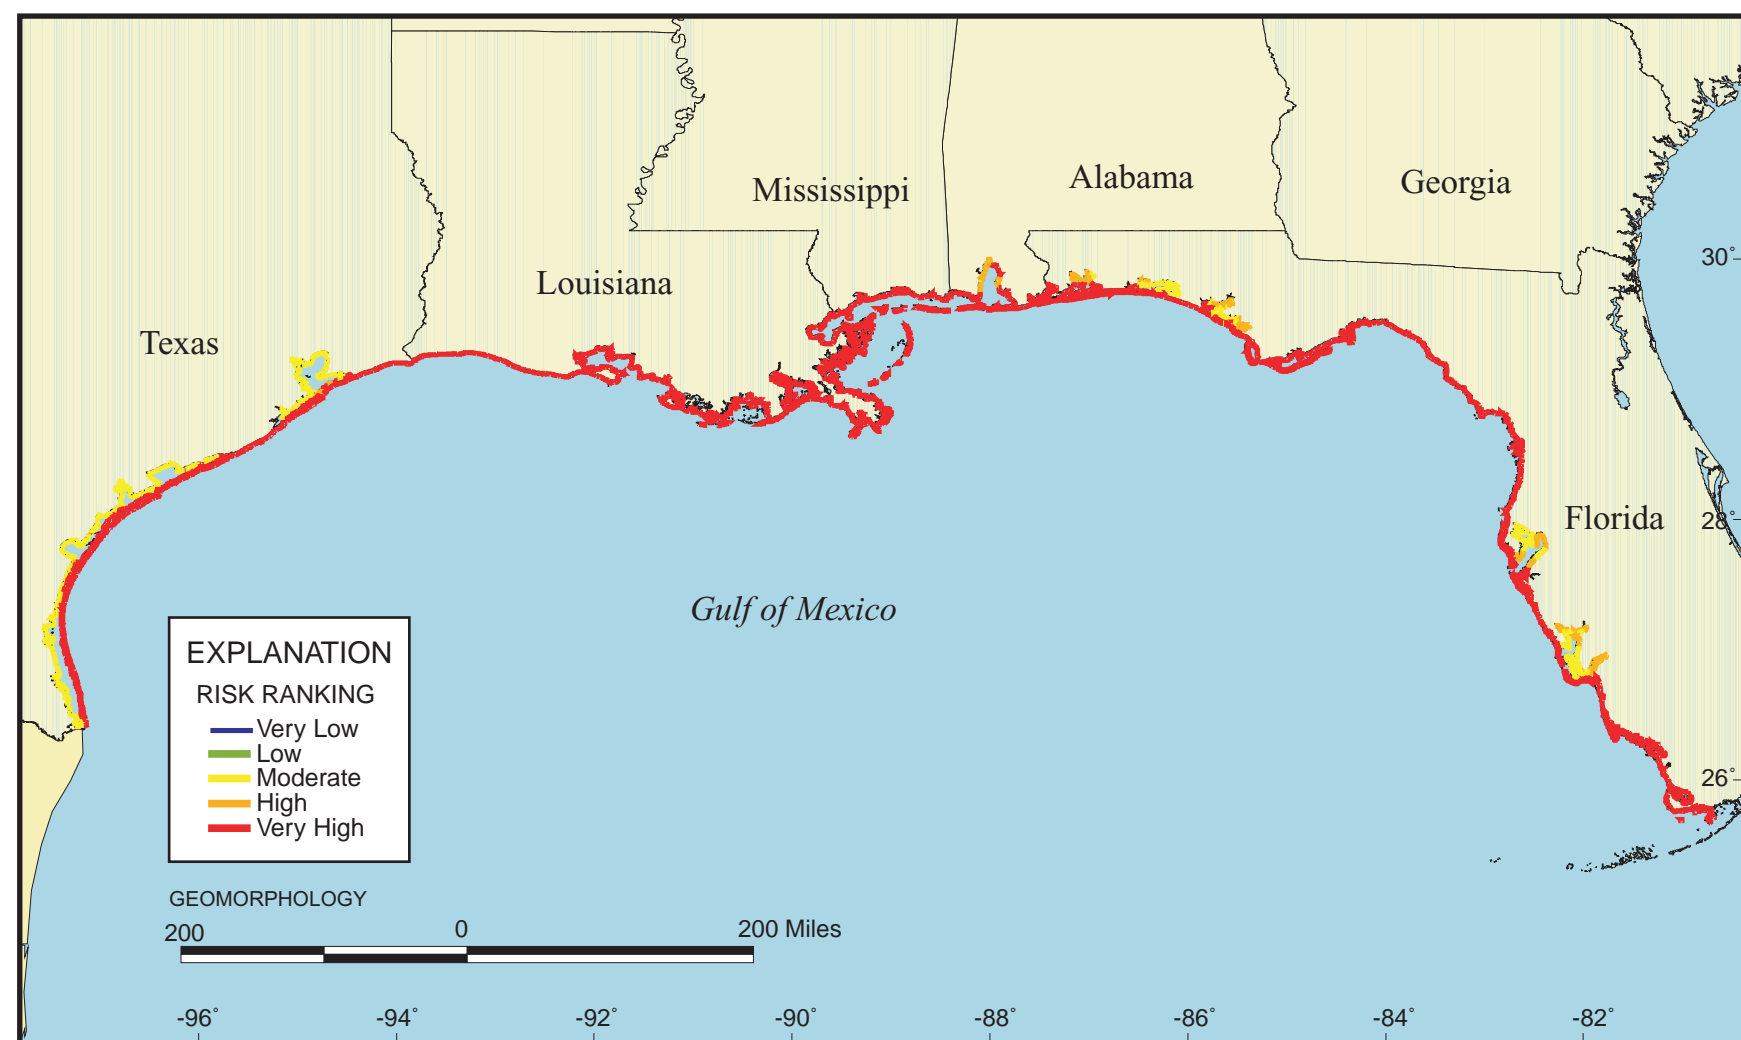 Mississippi
Alabama
Georgia
30°
Louisiana
Texas
28°
Florida
Gulf of Mexico
EXPLANATION
RISK RANKING
Very Low
Low
Moderate
High
Very High
26°
GEOMORPHOLOGY
200 0 200 Miles
-96° -94° -92° -90° -88° -86° -84° -82°